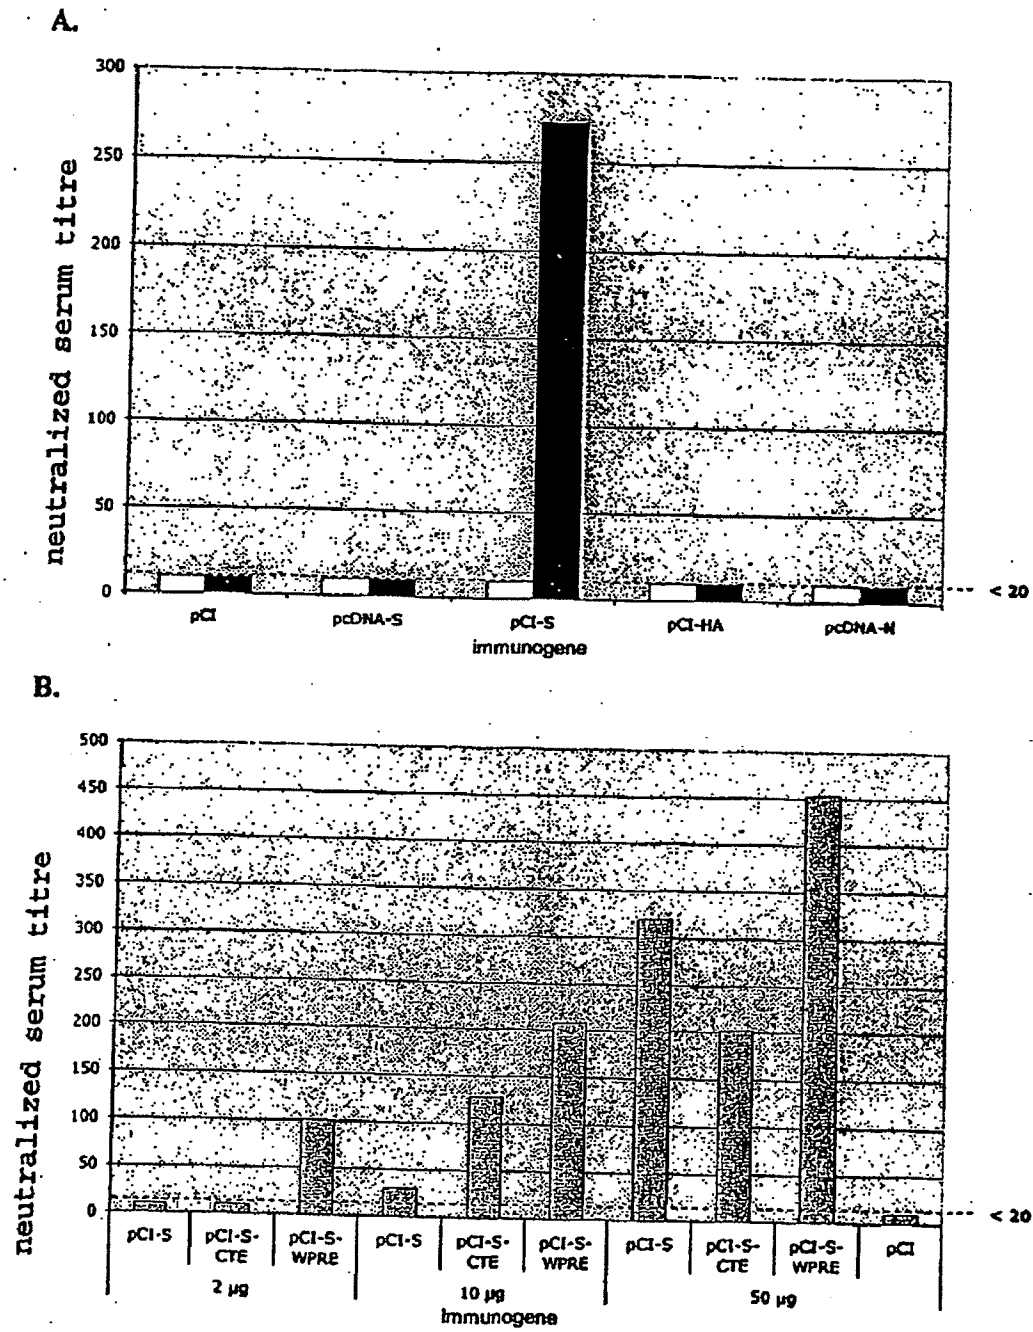 A.
neutralized serum titre
300
250
200
150
100
50
0
< 20
pCI pcDNA-S pCI-S pCI-HA pcDNA-N
immunogene
B.
neutralized serum titre
500
450
400
350
300
250
200
150
100
50
0
< 20
pCI-S pCI-S-CTE pCI-S-WPRE pCI-S pCI-S-CTE pCI-S-WPRE pCI-S pCI-S-CTE pCI-S-WPRE pCI
2 µg 10 µg 50 µg
immunogene